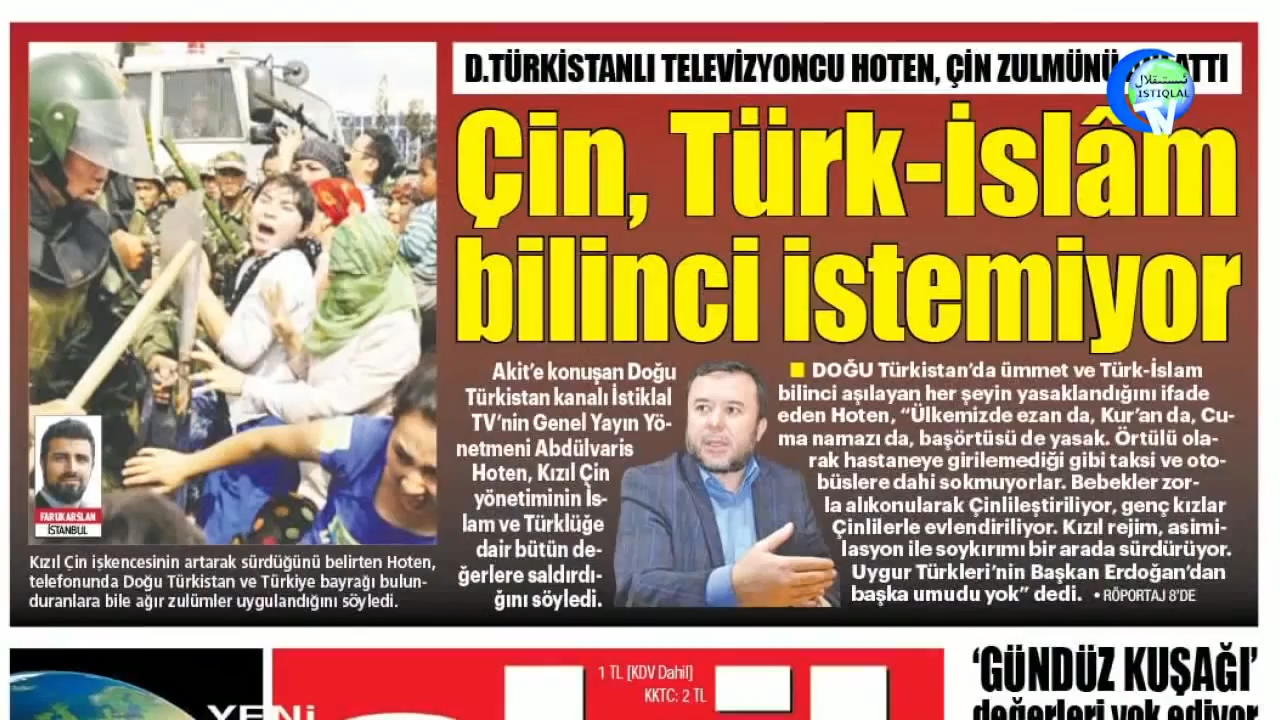 D.TÜRKİSTANLI TELEVİZYONCU HOTEN, ÇİN ZULMÜNÜ
ئىستىقلال
ISTIQLAL
TV
Çin, Türk-İslâm
bilinci istemiyor
Akit’e konuşan Doğu
Türkistan kanalı İstiklal
TV’nin Genel Yayın Yö-
netmeni Abdülvaris
Hoten, Kızıl Çin
yönetiminin İs-
lam ve Türklüğe
dair bütün de-
ğerlere saldırdı-
ğını söyledi.
■ DOĞU Türkistan’da ümmet ve Türk-İslam
bilinci aşılayan her şeyin yasaklandığını ifade
eden Hoten, “Ülkemizde ezan da, Kur’an da, Cu-
ma namazı da, başörtüsü de yasak. Örtülü ola-
rak hastaneye girilemediği gibi taksi ve oto-
büslere dahi sokmuyorlar. Bebekler zor-
la alıkonularak Çinlileştiriliyor, genç kızlar
Çinlilerle evlendiriliyor. Kızıl rejim, asimi-
lasyon ile soykırımı bir arada sürdürüyor.
Uygur Türkleri’nin Başkan Erdoğan’dan
başka umudu yok” dedi. • RÖPORTAJ 8’DE
FARUK ARSLAN
İSTANBUL
Kızıl Çin işkencesinin artarak sürdüğünü belirten Hoten,
telefonunda Doğu Türkistan ve Türkiye bayrağı bulun-
duranlara bile ağır zulümler uygulandığını söyledi.
YENİ
1 TL [KDV Dahil]
KKTC: 2 TL
‘GÜNDÜZ KUŞAĞI’
değerleri yok ediyor